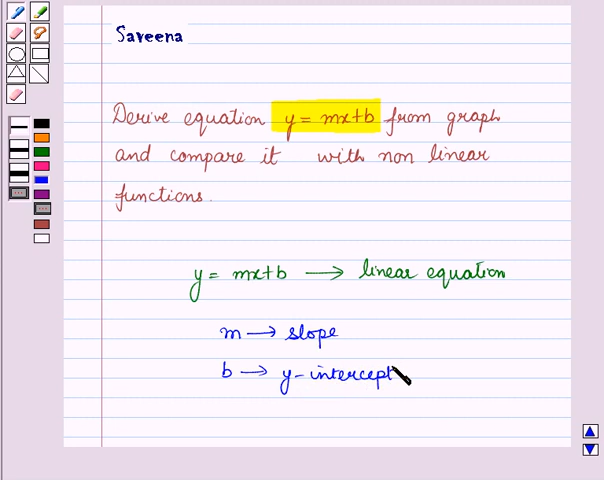 Saveena
Derive equation y = mx+b from graph
and compare it with non linear
functions.
y = mx+b → linear equation
m → slope
b → y-intercept